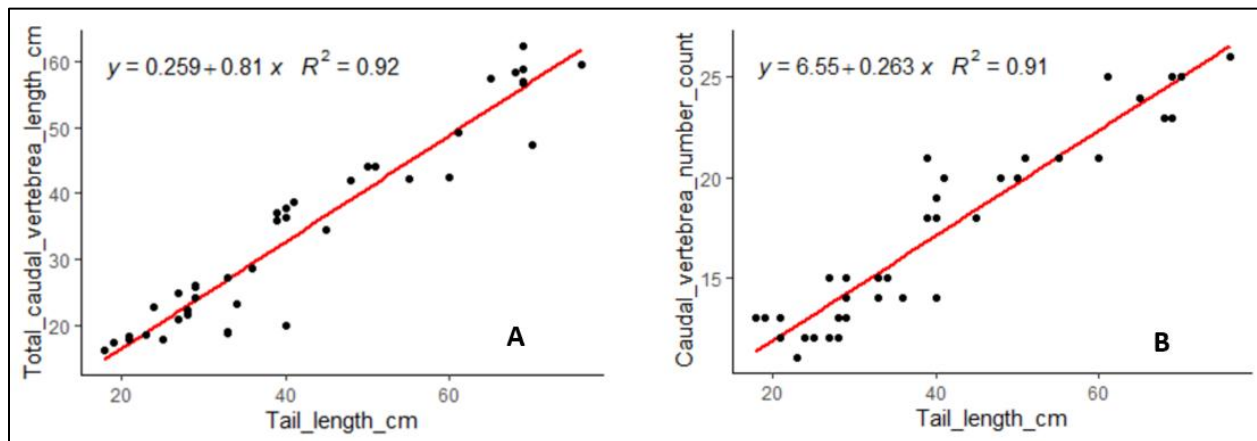 Total_caudal_vertebrea_length_cm
60
50
40
30
20
y = 0.259 + 0.81 x R² = 0.92
A
20 40 60
Tail_length_cm
Caudal_vertebrea_number_count
25
20
15
y = 6.55 + 0.263 x R² = 0.91
B
20 40 60
Tail_length_cm